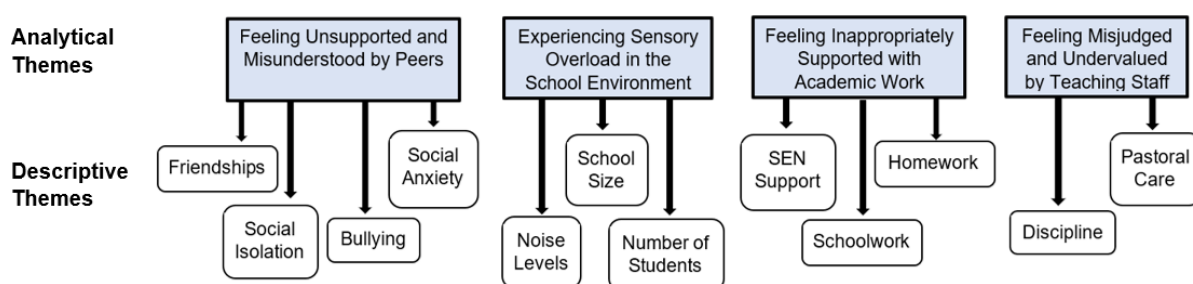 Analytical
Themes
Feeling Unsupported and
Misunderstood by Peers
Experiencing Sensory
Overload in the
School Environment
Feeling Inappropriately
Supported with
Academic Work
Feeling Misjudged
and Undervalued
by Teaching Staff
Descriptive
Themes
Friendships
Social
Isolation
Bullying
Social
Anxiety
Noise
Levels
School
Size
Number of
Students
SEN
Support
Schoolwork
Homework
Discipline
Pastoral
Care